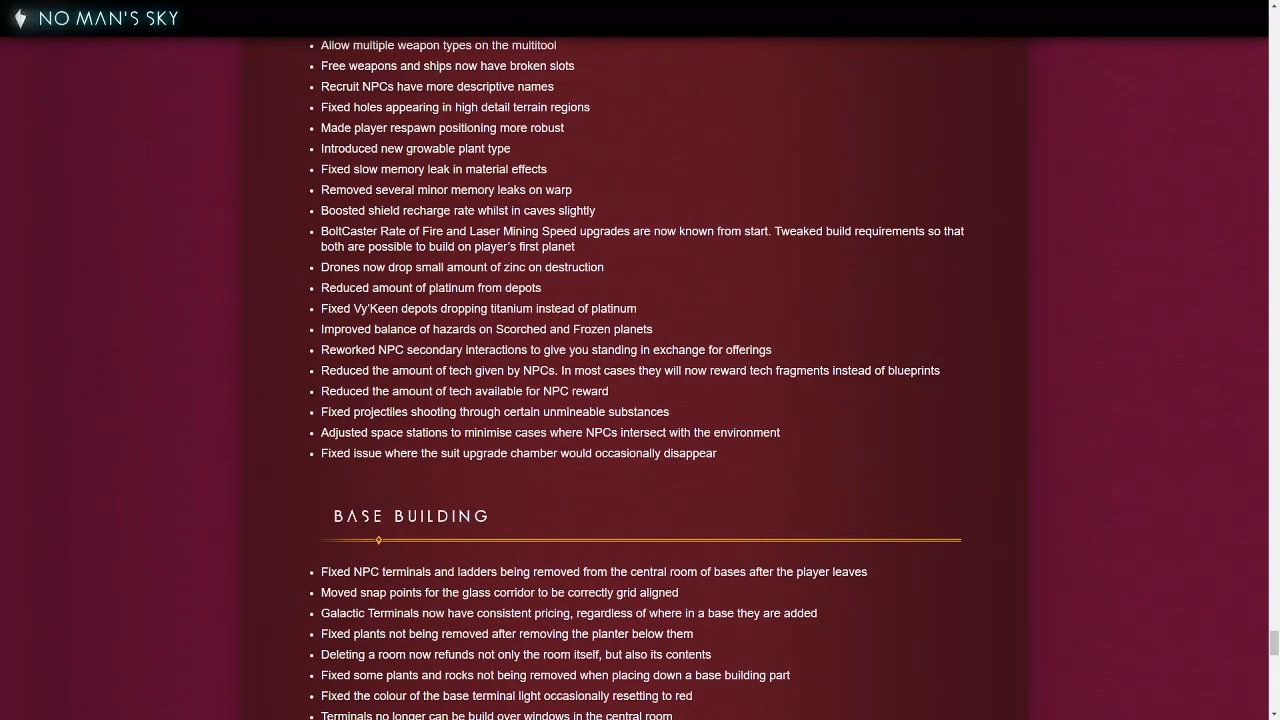 NO MAN'S SKY
Allow multiple weapon types on the multitool
Free weapons and ships now have broken slots
Recruit NPCs have more descriptive names
Fixed holes appearing in high detail terrain regions
Made player respawn positioning more robust
Introduced new growable plant type
Fixed slow memory leak in material effects
Removed several minor memory leaks on warp
Boosted shield recharge rate whilst in caves slightly
BoltCaster Rate of Fire and Laser Mining Speed upgrades are now known from start. Tweaked build requirements so that
both are possible to build on player’s first planet
Drones now drop small amount of zinc on destruction
Reduced amount of platinum from depots
Fixed Vy’Keen depots dropping titanium instead of platinum
Improved balance of hazards on Scorched and Frozen planets
Reworked NPC secondary interactions to give you standing in exchange for offerings
Reduced the amount of tech given by NPCs. In most cases they will now reward tech fragments instead of blueprints
Reduced the amount of tech available for NPC reward
Fixed projectiles shooting through certain unmineable substances
Adjusted space stations to minimise cases where NPCs intersect with the environment
Fixed issue where the suit upgrade chamber would occasionally disappear
BASE BUILDING
Fixed NPC terminals and ladders being removed from the central room of bases after the player leaves
Moved snap points for the glass corridor to be correctly grid aligned
Galactic Terminals now have consistent pricing, regardless of where in a base they are added
Fixed plants not being removed after removing the planter below them
Deleting a room now refunds not only the room itself, but also its contents
Fixed some plants and rocks not being removed when placing down a base building part
Fixed the colour of the base terminal light occasionally resetting to red
Terminals no longer can be build over windows in the central room